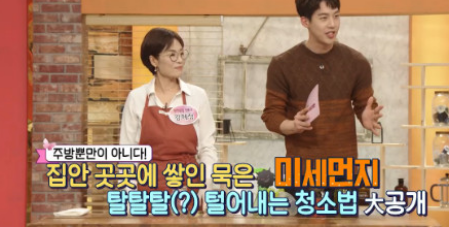 주방뿐만이 아니다!
집안 곳곳에 쌓인 묵은 미세먼지
탈탈탈(?) 털어내는 청소법 大공개